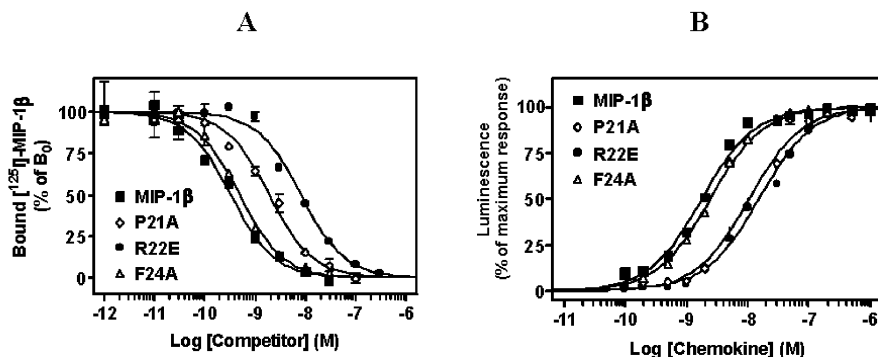 A
B
Bound [¹²⁵I]-MIP-1β
(% of B₀)
100
75
50
25
0
MIP-1β
P21A
R22E
F24A
-12 -11 -10 -9 -8 -7 -6
Log [Competitor] (M)
Luminescence
(% of maximum response)
100
75
50
25
0
MIP-1β
P21A
R22E
F24A
-11 -10 -9 -8 -7 -6
Log [Chemokine] (M)